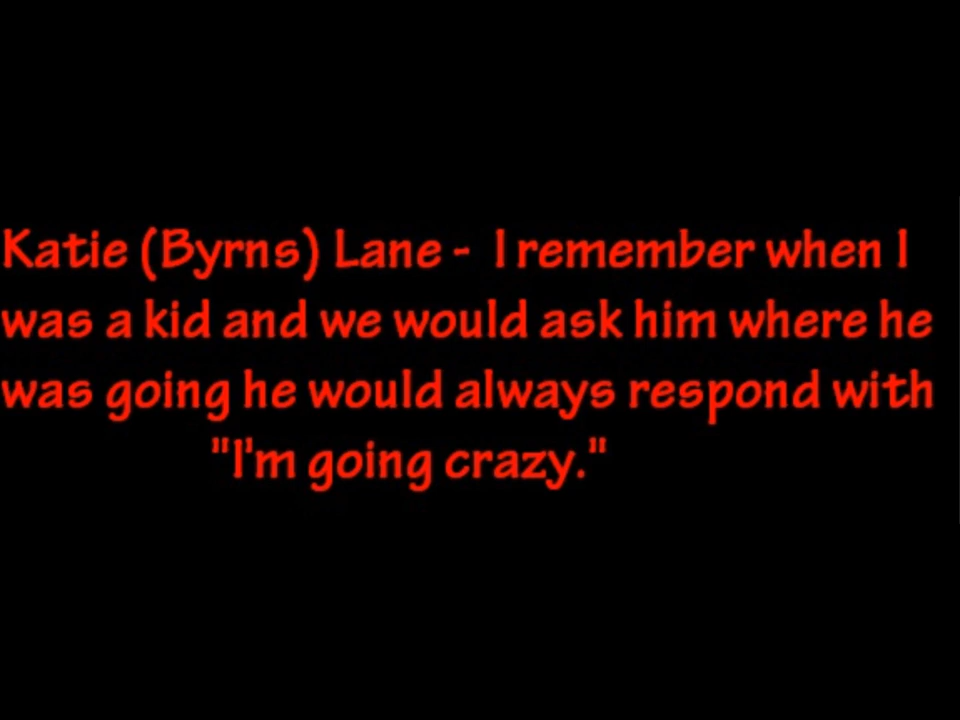 Katie (Byrns) Lane - I remember when I
was a kid and we would ask him where he
was going he would always respond with
"I'm going crazy."